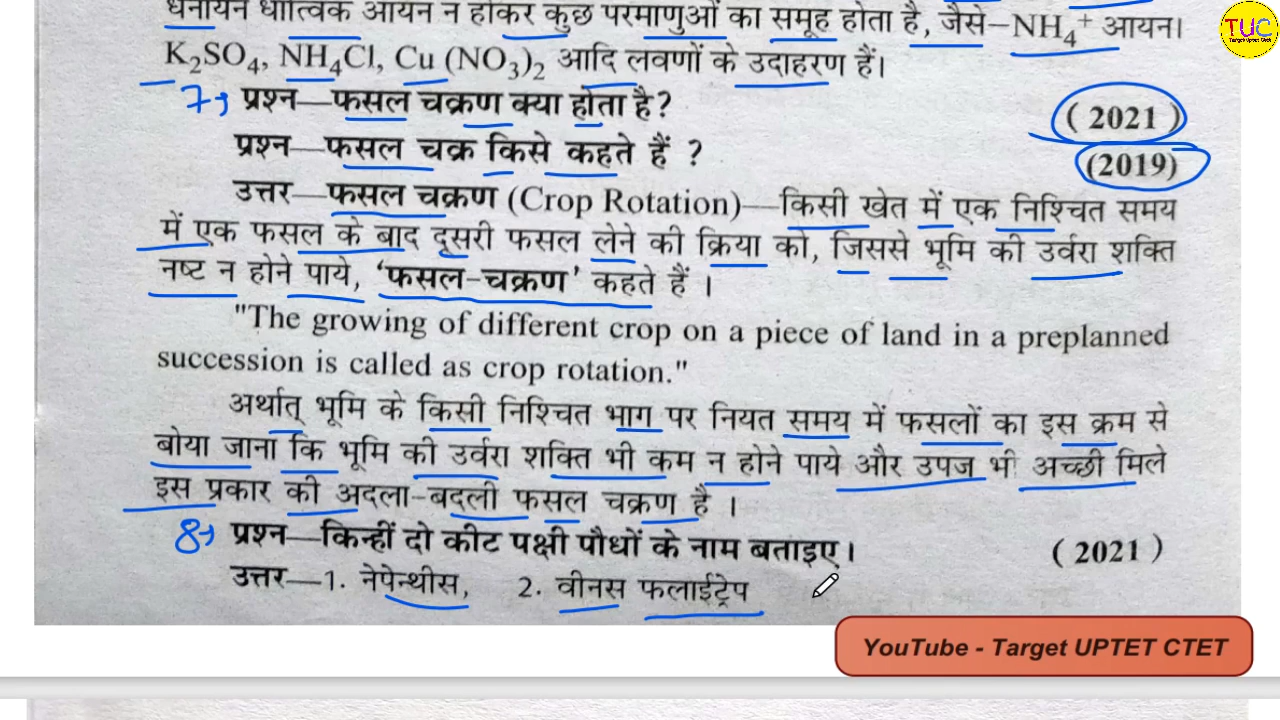 धनायन धात्विक आयन न होकर कुछ परमाणुओं का समूह होता है, जैसे–NH₄⁺ आयन।
TUC
Target Uptet Ctet
K₂SO₄, NH₄Cl, Cu (NO₃)₂ आदि लवणों के उदाहरण हैं।
7→ प्रश्न—फसल चक्रण क्या होता है? ( 2021 )
प्रश्न—फसल चक्र किसे कहते हैं ? (2019)
उत्तर—फसल चक्रण (Crop Rotation)—किसी खेत में एक निश्चित समय
में एक फसल के बाद दूसरी फसल लेने की क्रिया को, जिससे भूमि की उर्वरा शक्ति
नष्ट न होने पाये, ‘फसल-चक्रण’ कहते हैं ।
"The growing of different crop on a piece of land in a preplanned
succession is called as crop rotation."
अर्थात् भूमि के किसी निश्चित भाग पर नियत समय में फसलों का इस क्रम से
बोया जाना कि भूमि की उर्वरा शक्ति भी कम न होने पाये और उपज भी अच्छी मिले
इस प्रकार की अदला-बदली फसल चक्रण है ।
8→ प्रश्न—किन्हीं दो कीट पक्षी पौधों के नाम बताइए। ( 2021 )
उत्तर—1. नेपेन्थीस, 2. वीनस फलाईट्रेप
YouTube - Target UPTET CTET